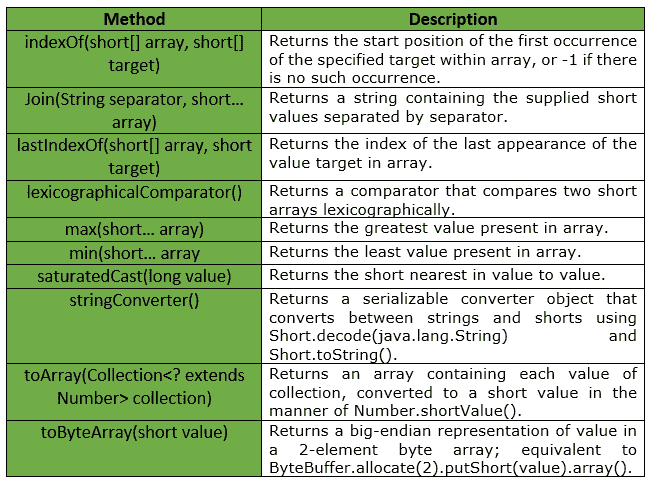 Method
Description
indexOf(short[] array, short[]
target)
Returns the start position of the first occurrence
of the specified target within array, or -1 if there
is no such occurrence.
Join(String separator, short...
array)
Returns a string containing the supplied short
values separated by separator.
lastIndexOf(short[] array, short
target)
Returns the index of the last appearance of the
value target in array.
lexicographicalComparator()
Returns a comparator that compares two short
arrays lexicographically.
max(short... array)
Returns the greatest value present in array.
min(short... array
Returns the least value present in array.
saturatedCast(long value)
Returns the short nearest in value to value.
stringConverter()
Returns a serializable converter object that
converts between strings and shorts using
Short.decode(java.lang.String) and
Short.toString().
toArray(Collection<? extends
Number> collection)
Returns an array containing each value of
collection, converted to a short value in the
manner of Number.shortValue().
toByteArray(short value)
Returns a big-endian representation of value in
a 2-element byte array; equivalent to
ByteBuffer.allocate(2).putShort(value).array().